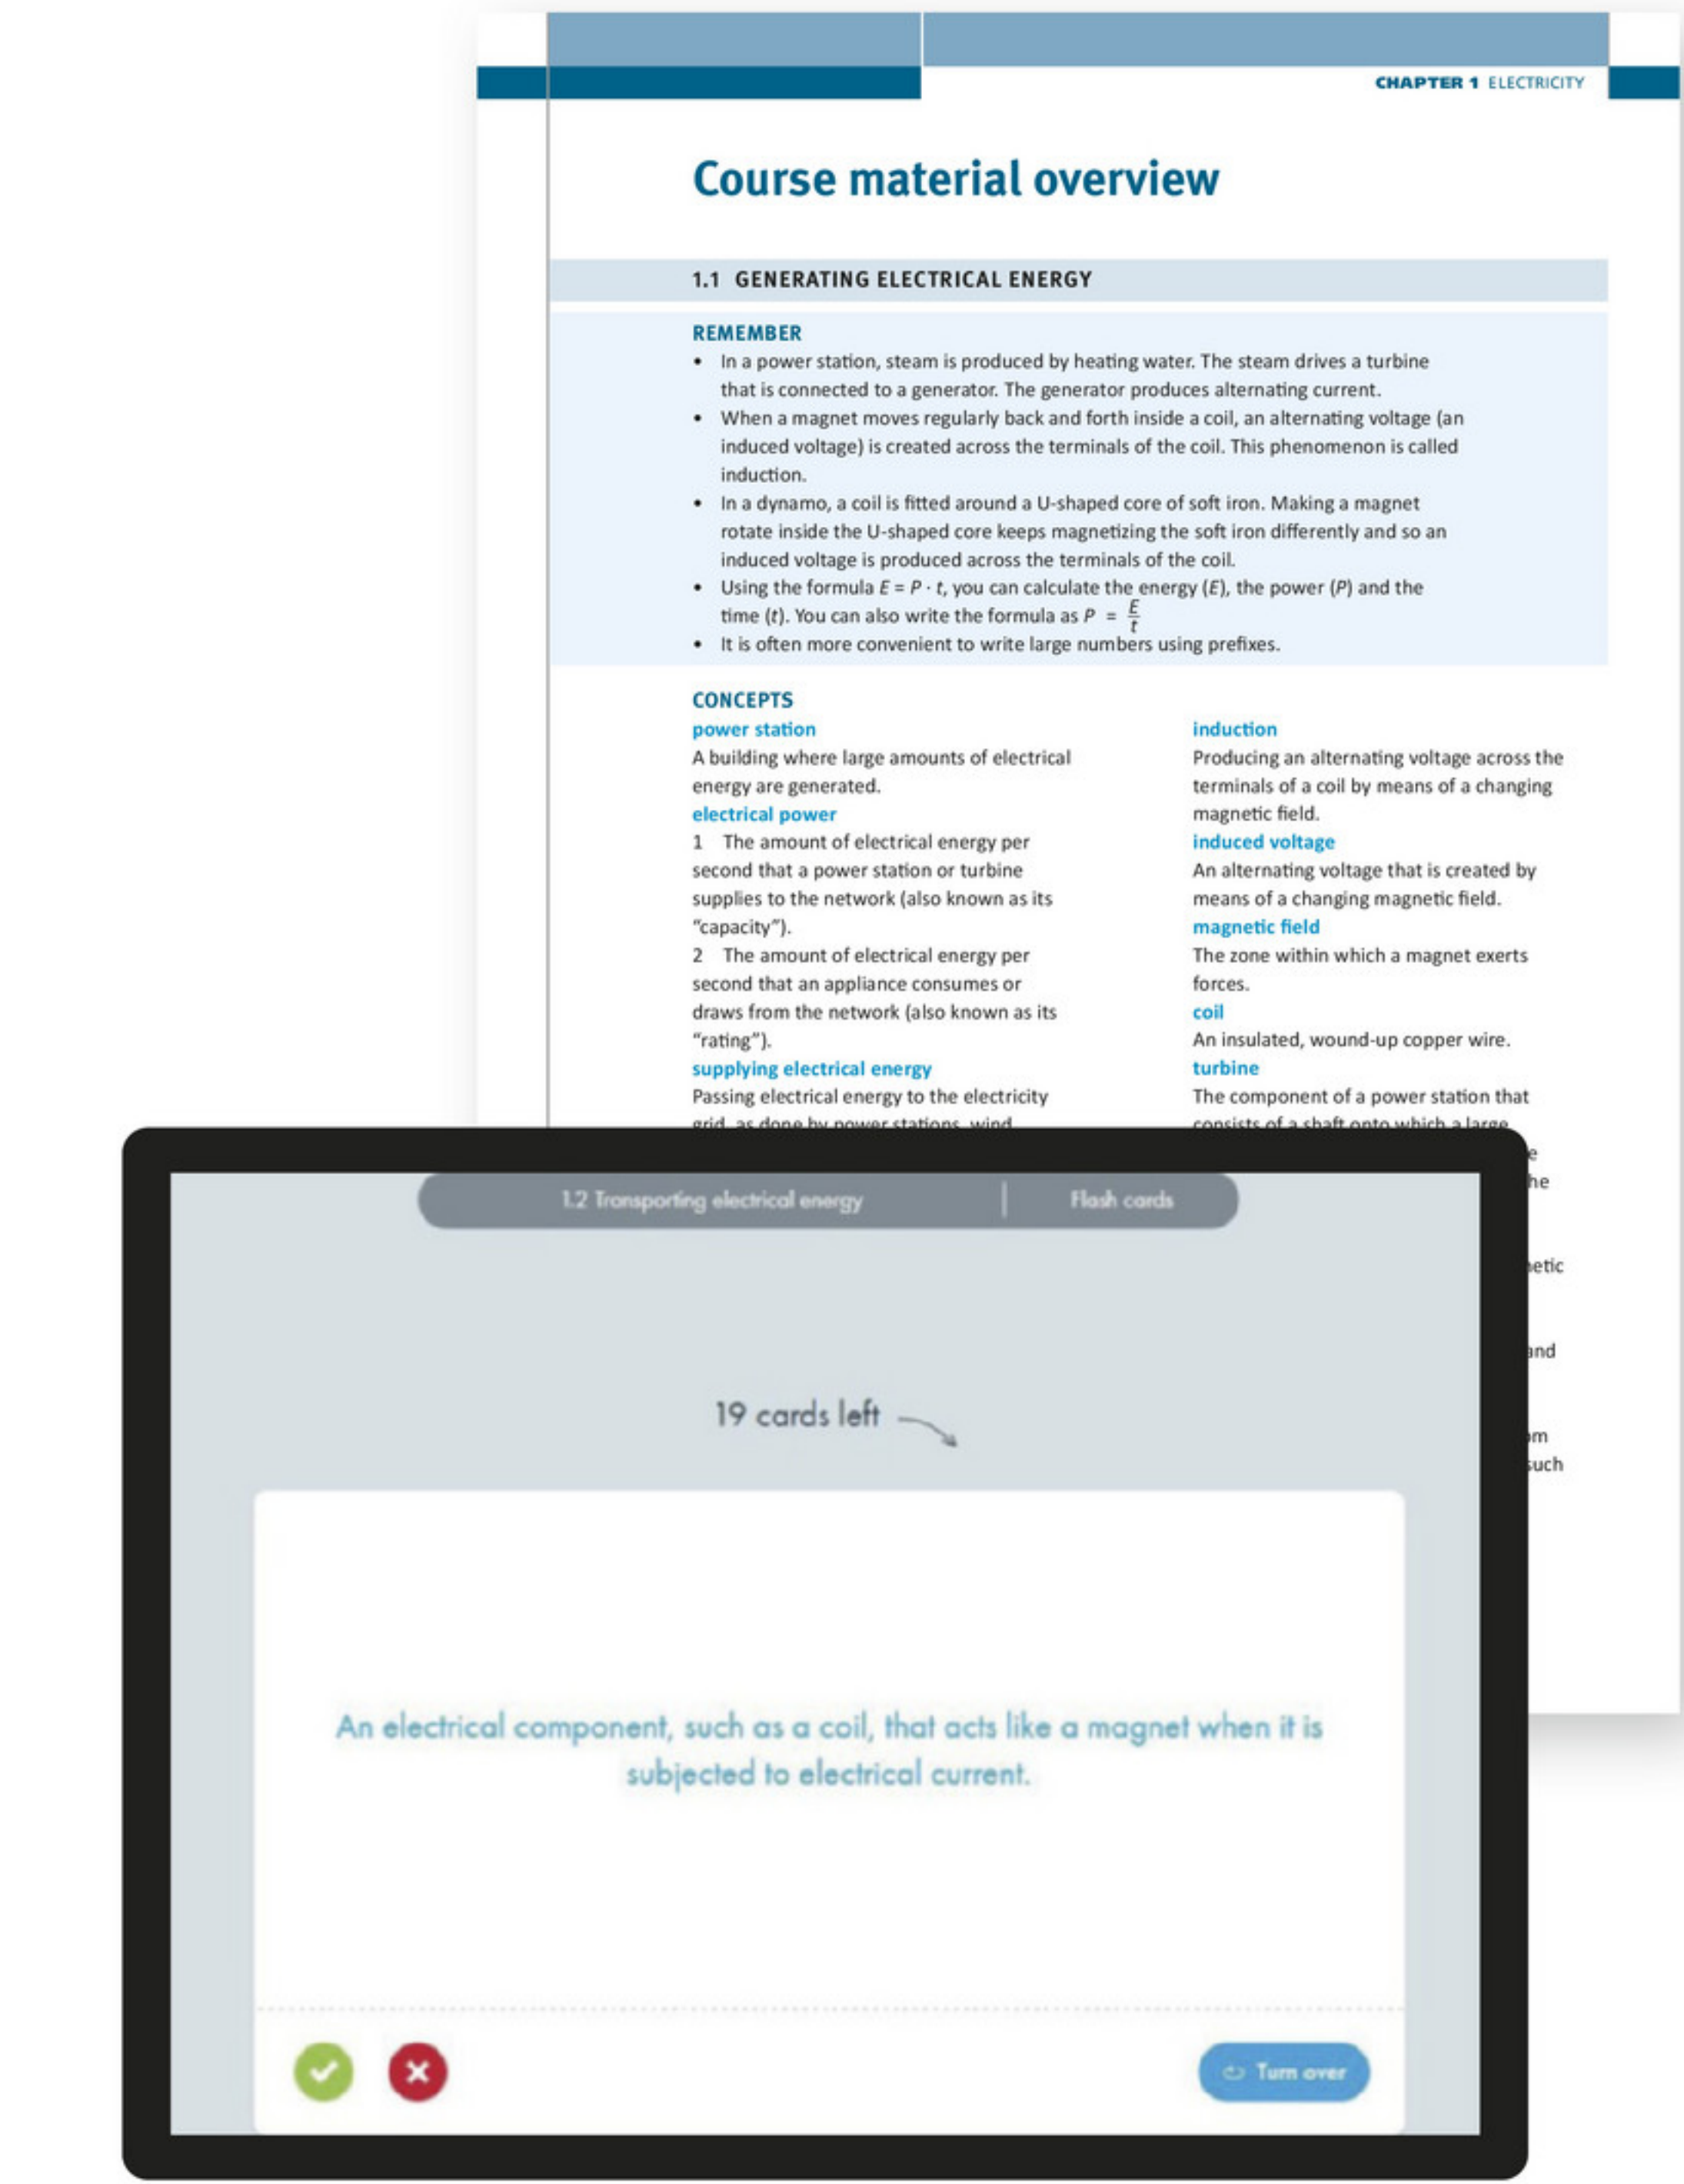 CHAPTER 1 ELECTRICITY
Course material overview
1.1 GENERATING ELECTRICAL ENERGY
REMEMBER
• In a power station, steam is produced by heating water. The steam drives a turbine
that is connected to a generator. The generator produces alternating current.
• When a magnet moves regularly back and forth inside a coil, an alternating voltage (an
induced voltage) is created across the terminals of the coil. This phenomenon is called
induction.
• In a dynamo, a coil is fitted around a U-shaped core of soft iron. Making a magnet
rotate inside the U-shaped core keeps magnetizing the soft iron differently and so an
induced voltage is produced across the terminals of the coil.
• Using the formula E = P · t, you can calculate the energy (E), the power (P) and the
time (t). You can also write the formula as P = E/t
• It is often more convenient to write large numbers using prefixes.
CONCEPTS
power station
A building where large amounts of electrical
energy are generated.
electrical power
1 The amount of electrical energy per
second that a power station or turbine
supplies to the network (also known as its
“capacity”).
2 The amount of electrical energy per
second that an appliance consumes or
draws from the network (also known as its
“rating”).
supplying electrical energy
Passing electrical energy to the electricity
grid, as done by power stations, wind
induction
Producing an alternating voltage across the
terminals of a coil by means of a changing
magnetic field.
induced voltage
An alternating voltage that is created by
means of a changing magnetic field.
magnetic field
The zone within which a magnet exerts
forces.
coil
An insulated, wound-up copper wire.
turbine
The component of a power station that
consists of a shaft onto which a large
such
1.2 Transporting electrical energy | Flash cards
19 cards left
An electrical component, such as a coil, that acts like a magnet when it is
subjected to electrical current.
Turn over